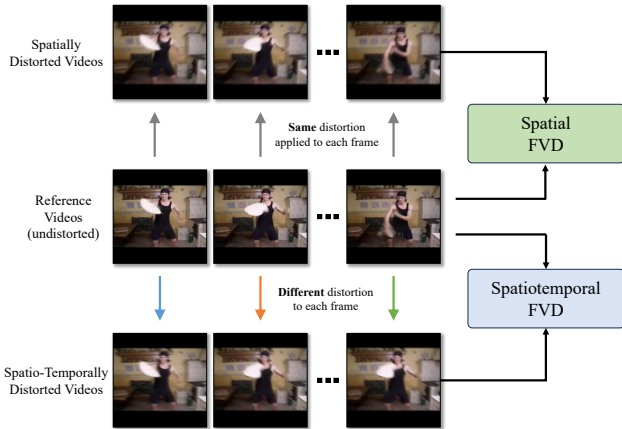 Spatially
Distorted Videos
Same distortion
applied to each frame
Spatial
FVD
Reference
Videos
(undistorted)
Different distortion
to each frame
Spatiotemporal
FVD
Spatio-Temporally
Distorted Videos